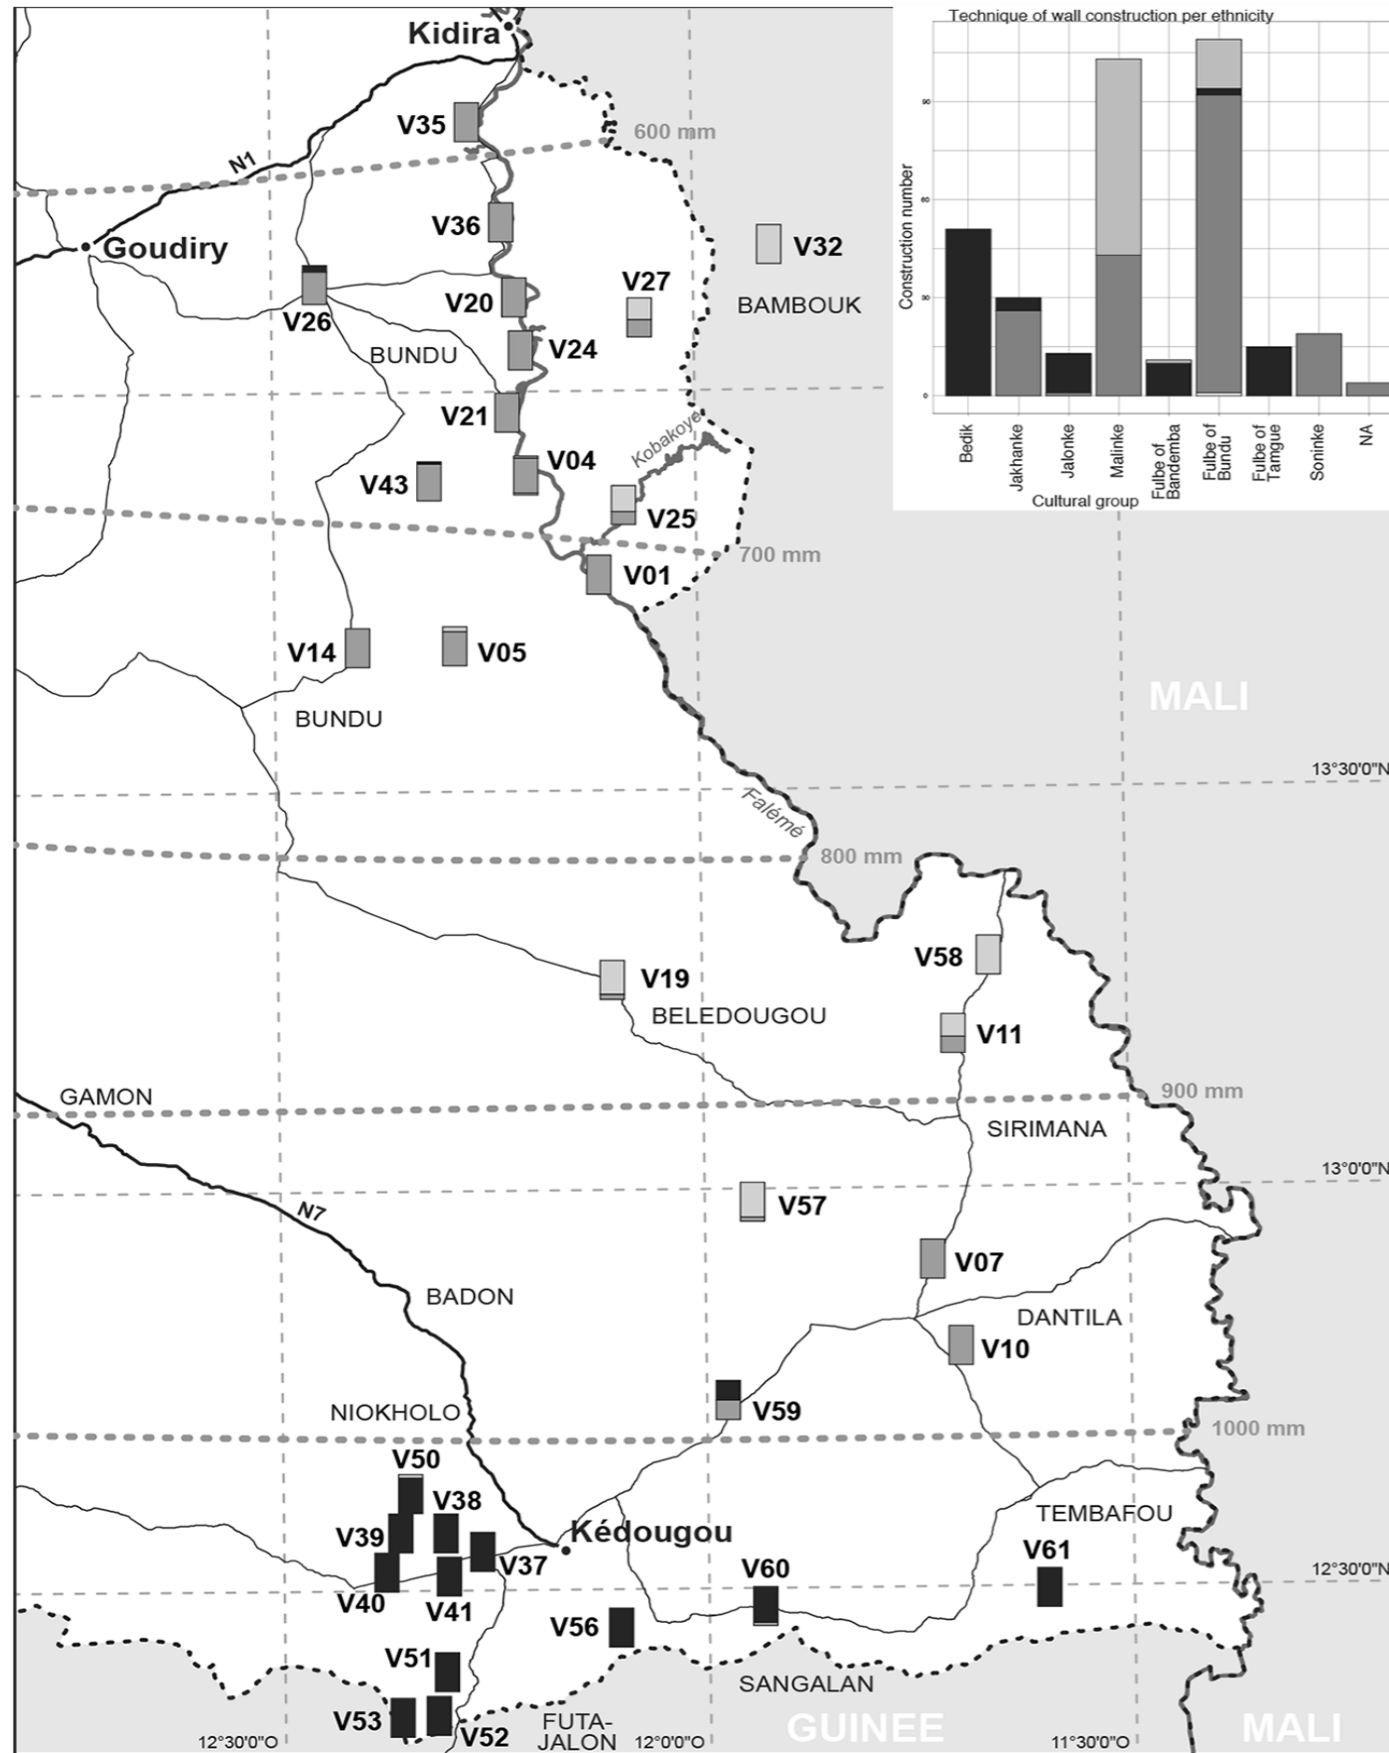 Kidira
Technique of wall construction per ethnicity
Construction number
90
60
30
0
Bedik
Jakhanke
Jalonke
Malinke
Fulbe of
Bandemba
Fulbe of
Bundu
Fulbe of
Tamgue
Soninke
NA
Cultural group
V35
600 mm
N1
V36
Goudiry
V32
V27
V20
BAMBOUK
V26
V24
BUNDU
V21
Kobakoye
V04
V43
V25
700 mm
V01
V14
V05
MALI
BUNDU
13°30'0"N
Falémé
800 mm
V58
V19
BELEDOUGOU
V11
900 mm
GAMON
SIRIMANA
13°0'0"N
V57
N7
V07
BADON
DANTILA
V10
V59
NIOKHOLO
1000 mm
V50
V38
TEMBAFOU
V39
Kédougou
V37
V61
V60
12°30'0"N
V40
V41
V56
V51
SANGALAN
V53
V52
FUTA-
JALON
GUINEE
MALI
12°30'0"O
12°0'0"O
11°30'0"O